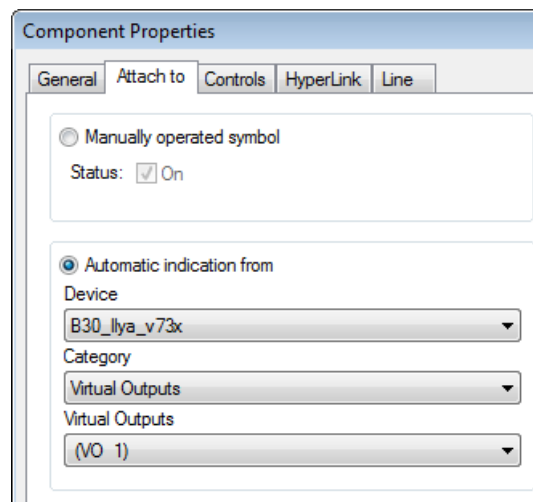 Component Properties
General Attach to Controls HyperLink Line
Manually operated symbol
Status: On
Automatic indication from
Device
B30_Ilya_v73x
Category
Virtual Outputs
Virtual Outputs
(VO 1)